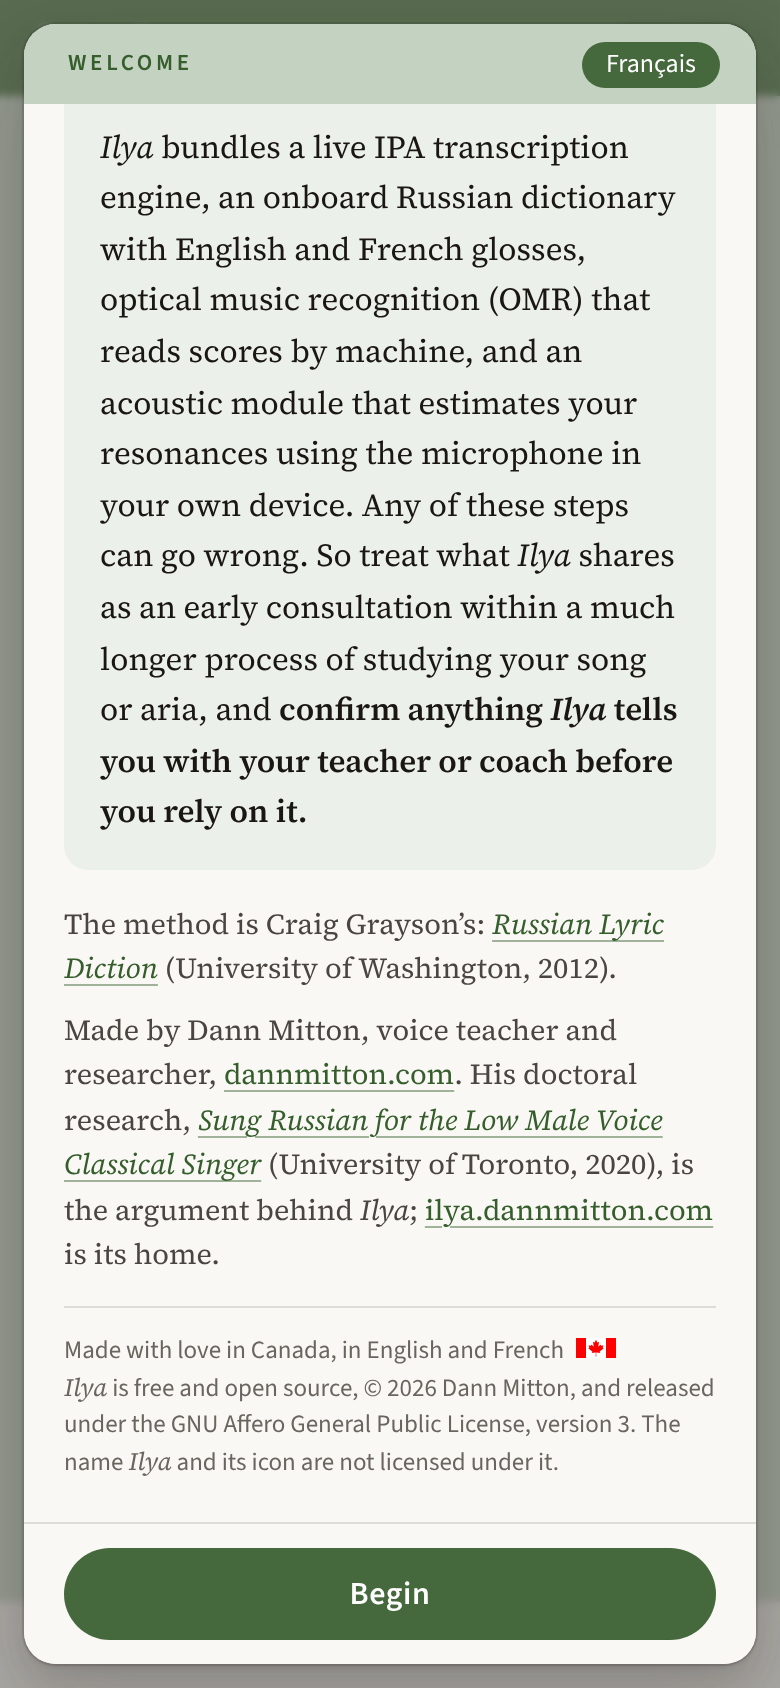 WELCOME
Français
Ilya bundles a live IPA transcription
engine, an onboard Russian dictionary
with English and French glosses,
optical music recognition (OMR) that
reads scores by machine, and an
acoustic module that estimates your
resonances using the microphone in
your own device. Any of these steps
can go wrong. So treat what Ilya shares
as an early consultation within a much
longer process of studying your song
or aria, and confirm anything Ilya tells
you with your teacher or coach before
you rely on it.
The method is Craig Grayson’s: Russian Lyric
Diction (University of Washington, 2012).
Made by Dann Mitton, voice teacher and
researcher, dannmitton.com. His doctoral
research, Sung Russian for the Low Male Voice
Classical Singer (University of Toronto, 2020), is
the argument behind Ilya; ilya.dannmitton.com
is its home.
Made with love in Canada, in English and French
Ilya is free and open source, © 2026 Dann Mitton, and released
under the GNU Affero General Public License, version 3. The
name Ilya and its icon are not licensed under it.
Begin